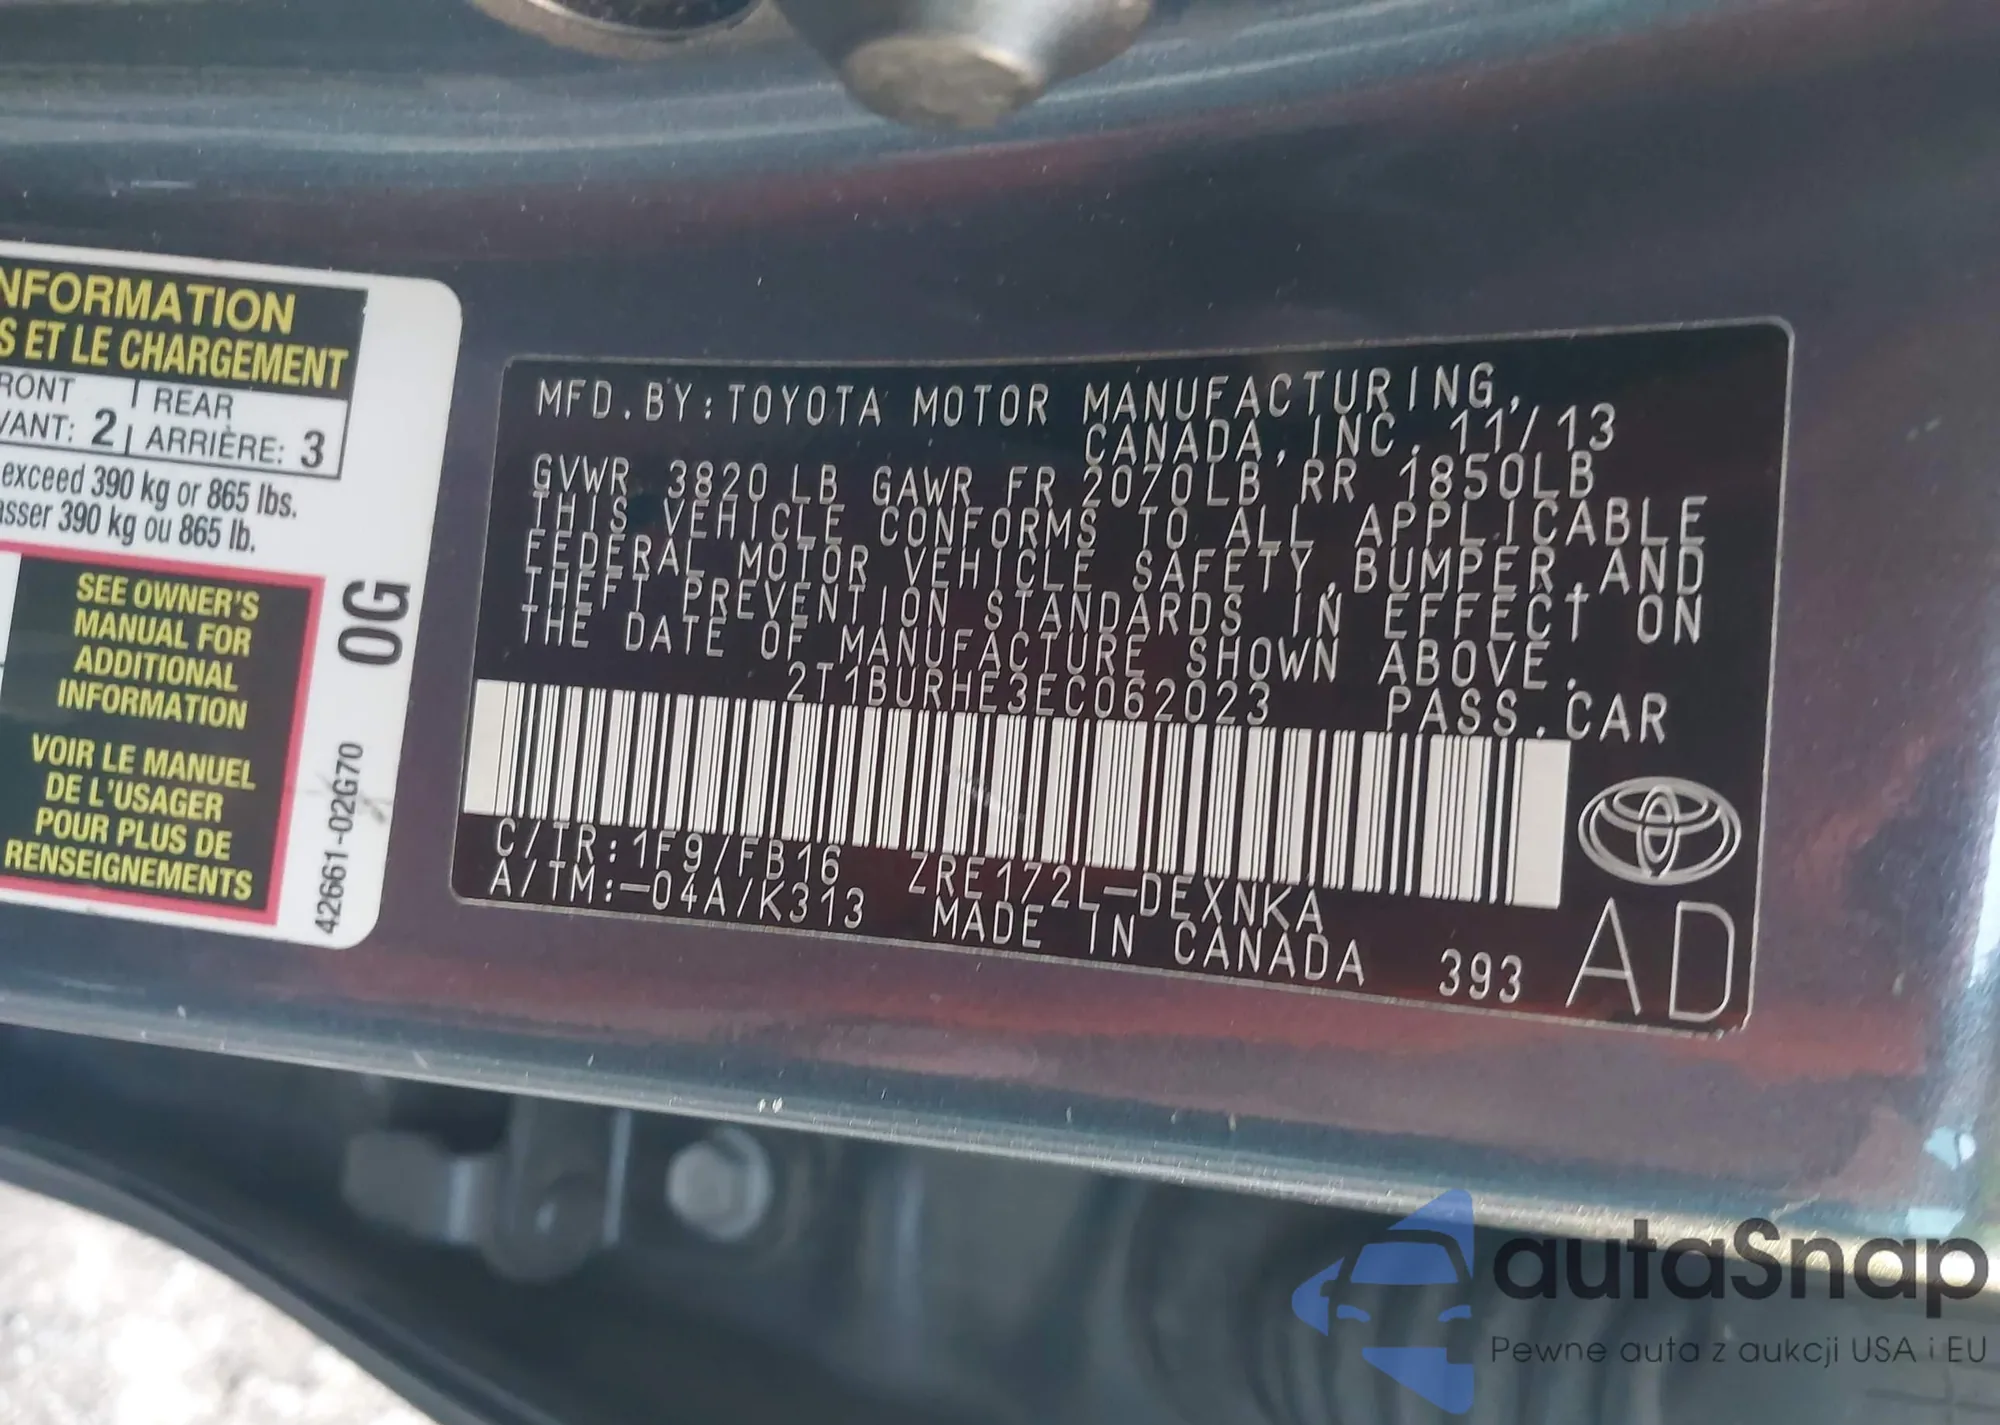 NFORMATION
S ET LE CHARGEMENT
RONT REAR
VANT: 2 ARRIÈRE: 3
exceed 390 kg or 865 lbs.
asser 390 kg ou 865 lb.
SEE OWNER'S
MANUAL FOR
ADDITIONAL
INFORMATION
VOIR LE MANUEL
DE L'USAGER
POUR PLUS DE
RENSEIGNEMENTS
0G
42661-02G70
MFD.BY:TOYOTA MOTOR MANUFACTURING,
CANADA,INC. 11/13
GVWR 3820 LB GAWR FR 2070LB RR 1850LB
THIS VEHICLE CONFORMS TO ALL APPLICABLE
FEDERAL MOTOR VEHICLE SAFETY,BUMPER,AND
THEFT PREVENTION STANDARDS IN EFFECT ON
THE DATE OF MANUFACTURE SHOWN ABOVE.
2T1BURHE3EC062023 PASS.CAR
C/TR:1F9/FB16 ZRE172L-DEXNKA
A/TM:-04A/K313 MADE IN CANADA 393
AD
autaSnap
Pewne auta z aukcji USA i EU